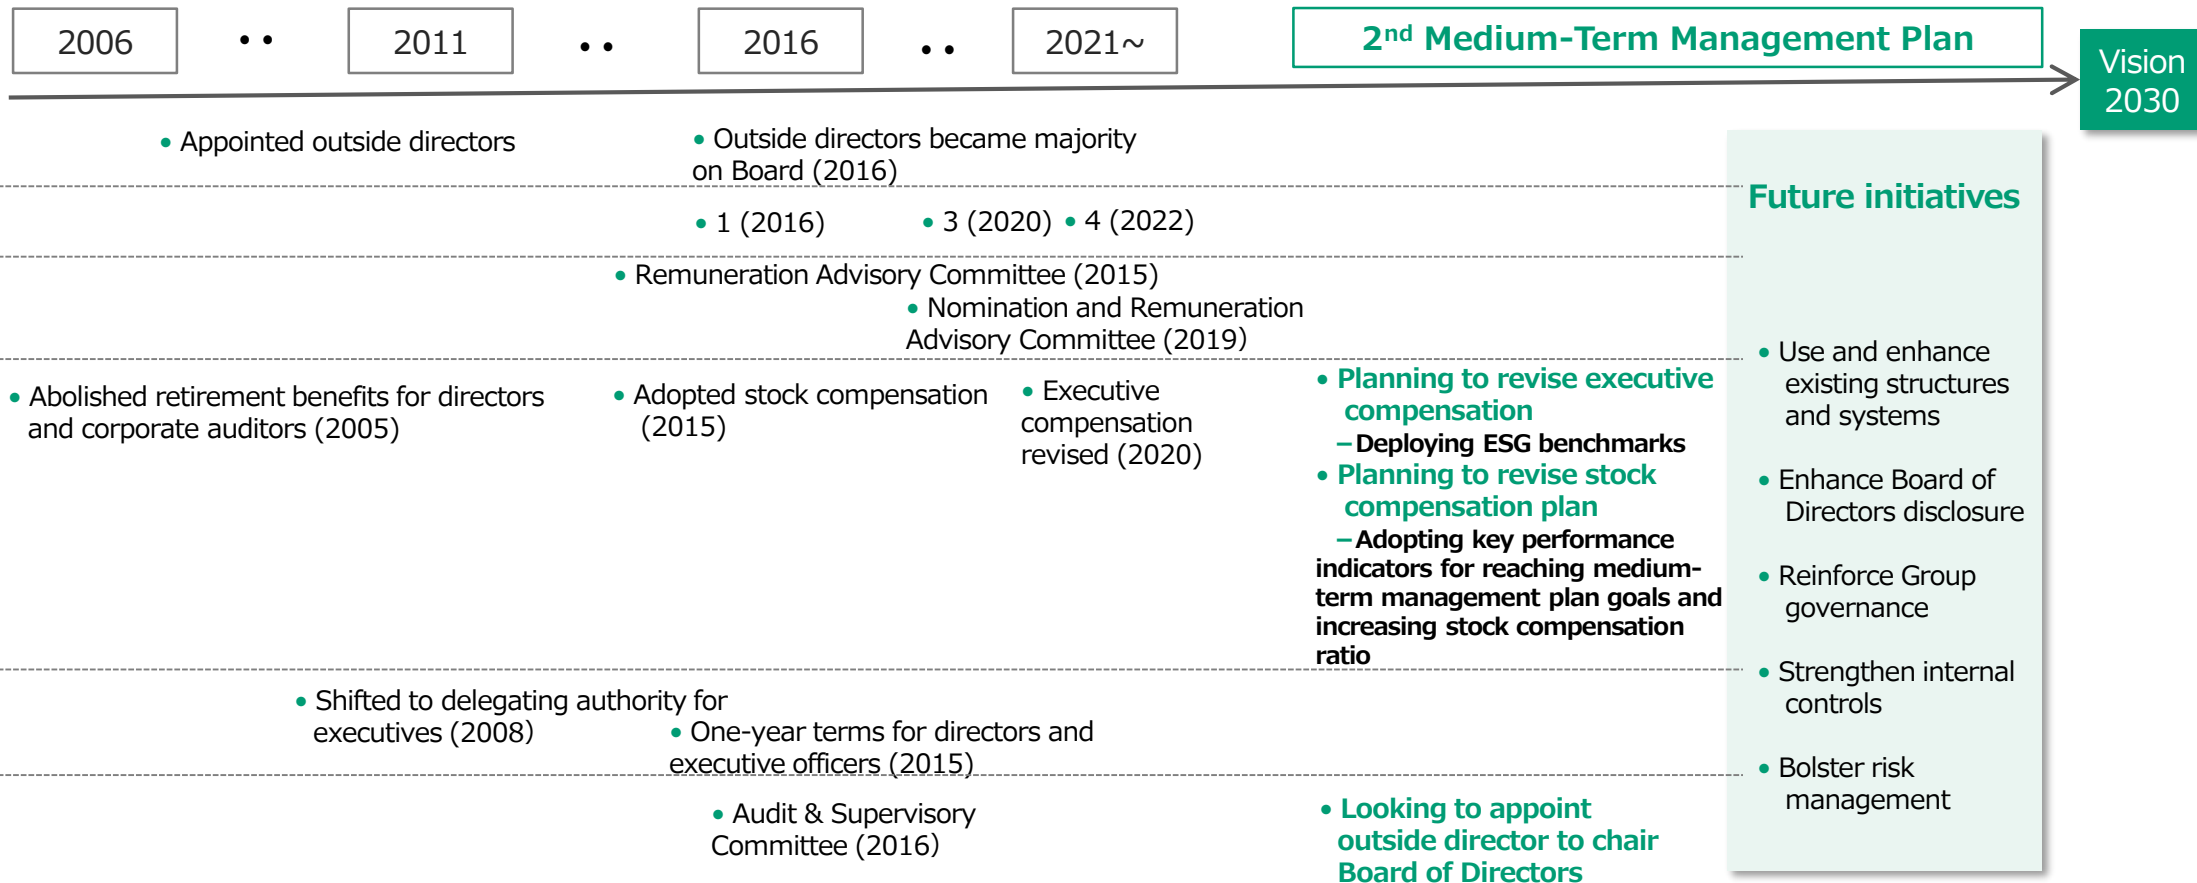 2006
••
2011
••
2016
••
2021~
2nd Medium-Term Management Plan
Vision
2030
• Appointed outside directors
• Outside directors became majority
on Board (2016)
• 1 (2016)
• 3 (2020)
• 4 (2022)
• Remuneration Advisory Committee (2015)
• Nomination and Remuneration
Advisory Committee (2019)
• Abolished retirement benefits for directors
and corporate auditors (2005)
• Adopted stock compensation
(2015)
• Executive
compensation
revised (2020)
• Planning to revise executive
compensation
–Deploying ESG benchmarks
• Planning to revise stock
compensation plan
–Adopting key performance
indicators for reaching medium-
term management plan goals and
increasing stock compensation
ratio
• Shifted to delegating authority for
executives (2008)
• One-year terms for directors and
executive officers (2015)
• Audit & Supervisory
Committee (2016)
• Looking to appoint
outside director to chair
Board of Directors
Future initiatives
• Use and enhance
existing structures
and systems
• Enhance Board of
Directors disclosure
• Reinforce Group
governance
• Strengthen internal
controls
• Bolster risk
management